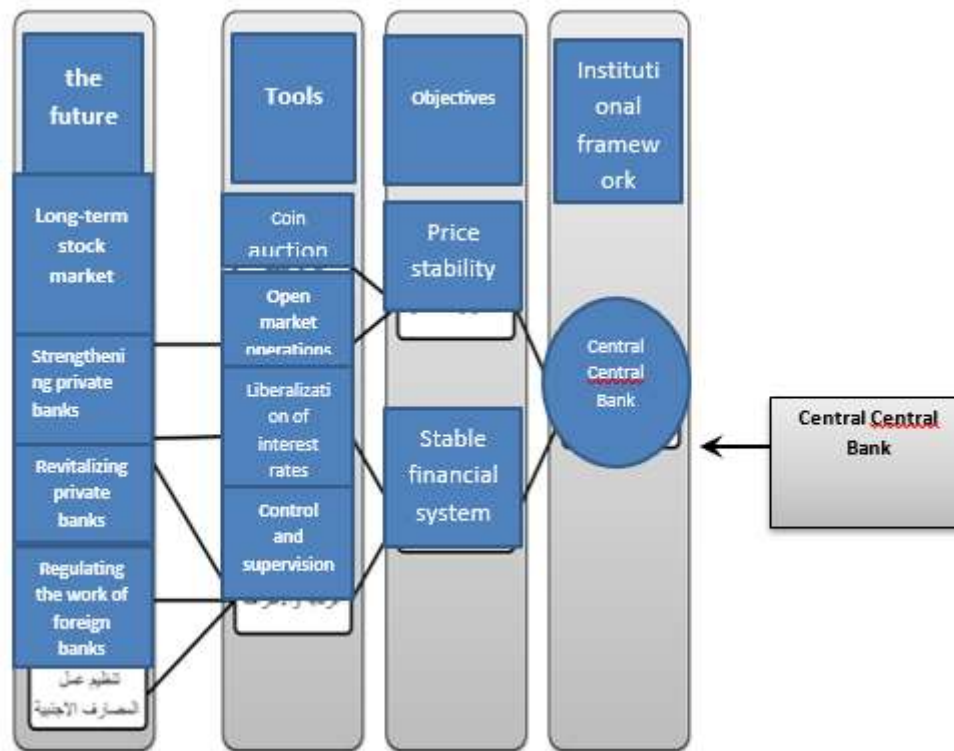 the
future
Tools
Objectives
Instituti
onal
framew
ork
Long-term
stock
market
Coin
auction
Price
stability
Open
market
operations
Strengtheni
ng private
banks
Liberalizati
on of
interest
rates
Central
Central
Bank
Central Central
Bank
Stable
financial
system
Revitalizing
private
banks
Control
and
supervision
Regulating
the work of
foreign
banks
تنظيم عمل
المصارف الاجنبية